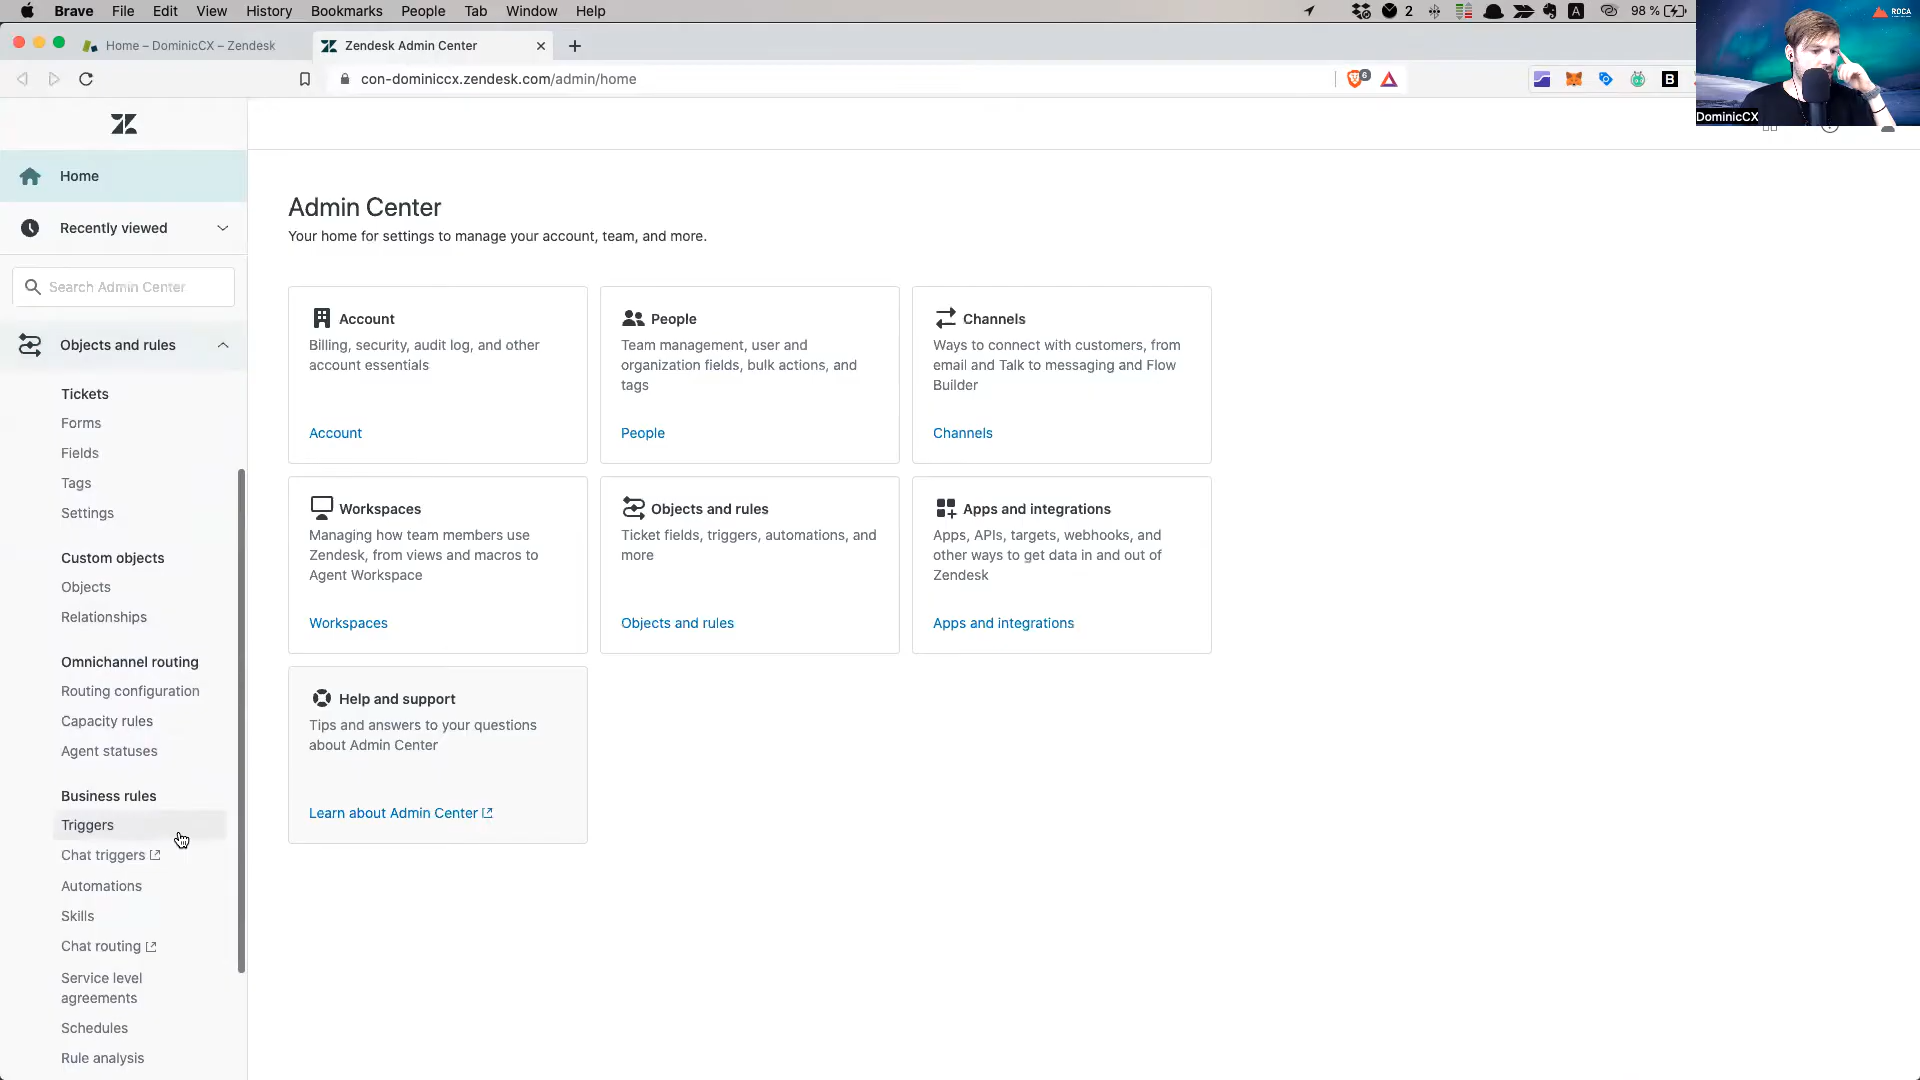 Brave File Edit View History Bookmarks People Tab Window Help
2
A
98 %
ROCA
Home – DominicCX – Zendesk
Zendesk Admin Center
con-dominiccx.zendesk.com/admin/home
6
B
DominicCX
Home
Recently viewed
Search Admin Center
Objects and rules
Tickets
Forms
Fields
Tags
Settings
Custom objects
Objects
Relationships
Omnichannel routing
Routing configuration
Capacity rules
Agent statuses
Business rules
Triggers
Chat triggers
Automations
Skills
Chat routing
Service level
agreements
Schedules
Rule analysis
Admin Center
Your home for settings to manage your account, team, and more.
Account
Billing, security, audit log, and other
account essentials
Account
People
Team management, user and
organization fields, bulk actions, and
tags
People
Channels
Ways to connect with customers, from
email and Talk to messaging and Flow
Builder
Channels
Workspaces
Managing how team members use
Zendesk, from views and macros to
Agent Workspace
Workspaces
Objects and rules
Ticket fields, triggers, automations, and
more
Objects and rules
Apps and integrations
Apps, APIs, targets, webhooks, and
other ways to get data in and out of
Zendesk
Apps and integrations
Help and support
Tips and answers to your questions
about Admin Center
Learn about Admin Center